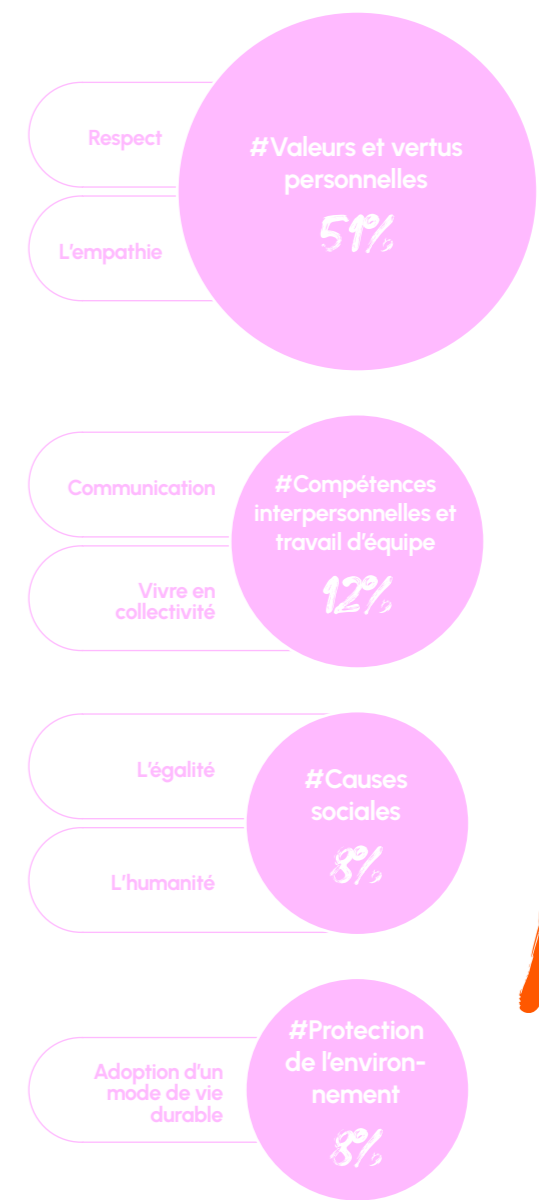 Respect
L'empathie
#Valeurs et vertus
personnelles
51%
Communication
Vivre en
collectivité
#Compétences
interpersonnelles et
travail d'équipe
12%
L'égalité
L'humanité
#Causes
sociales
8%
Adoption d'un
mode de vie
durable
#Protection
de l'environ-
nement
8%